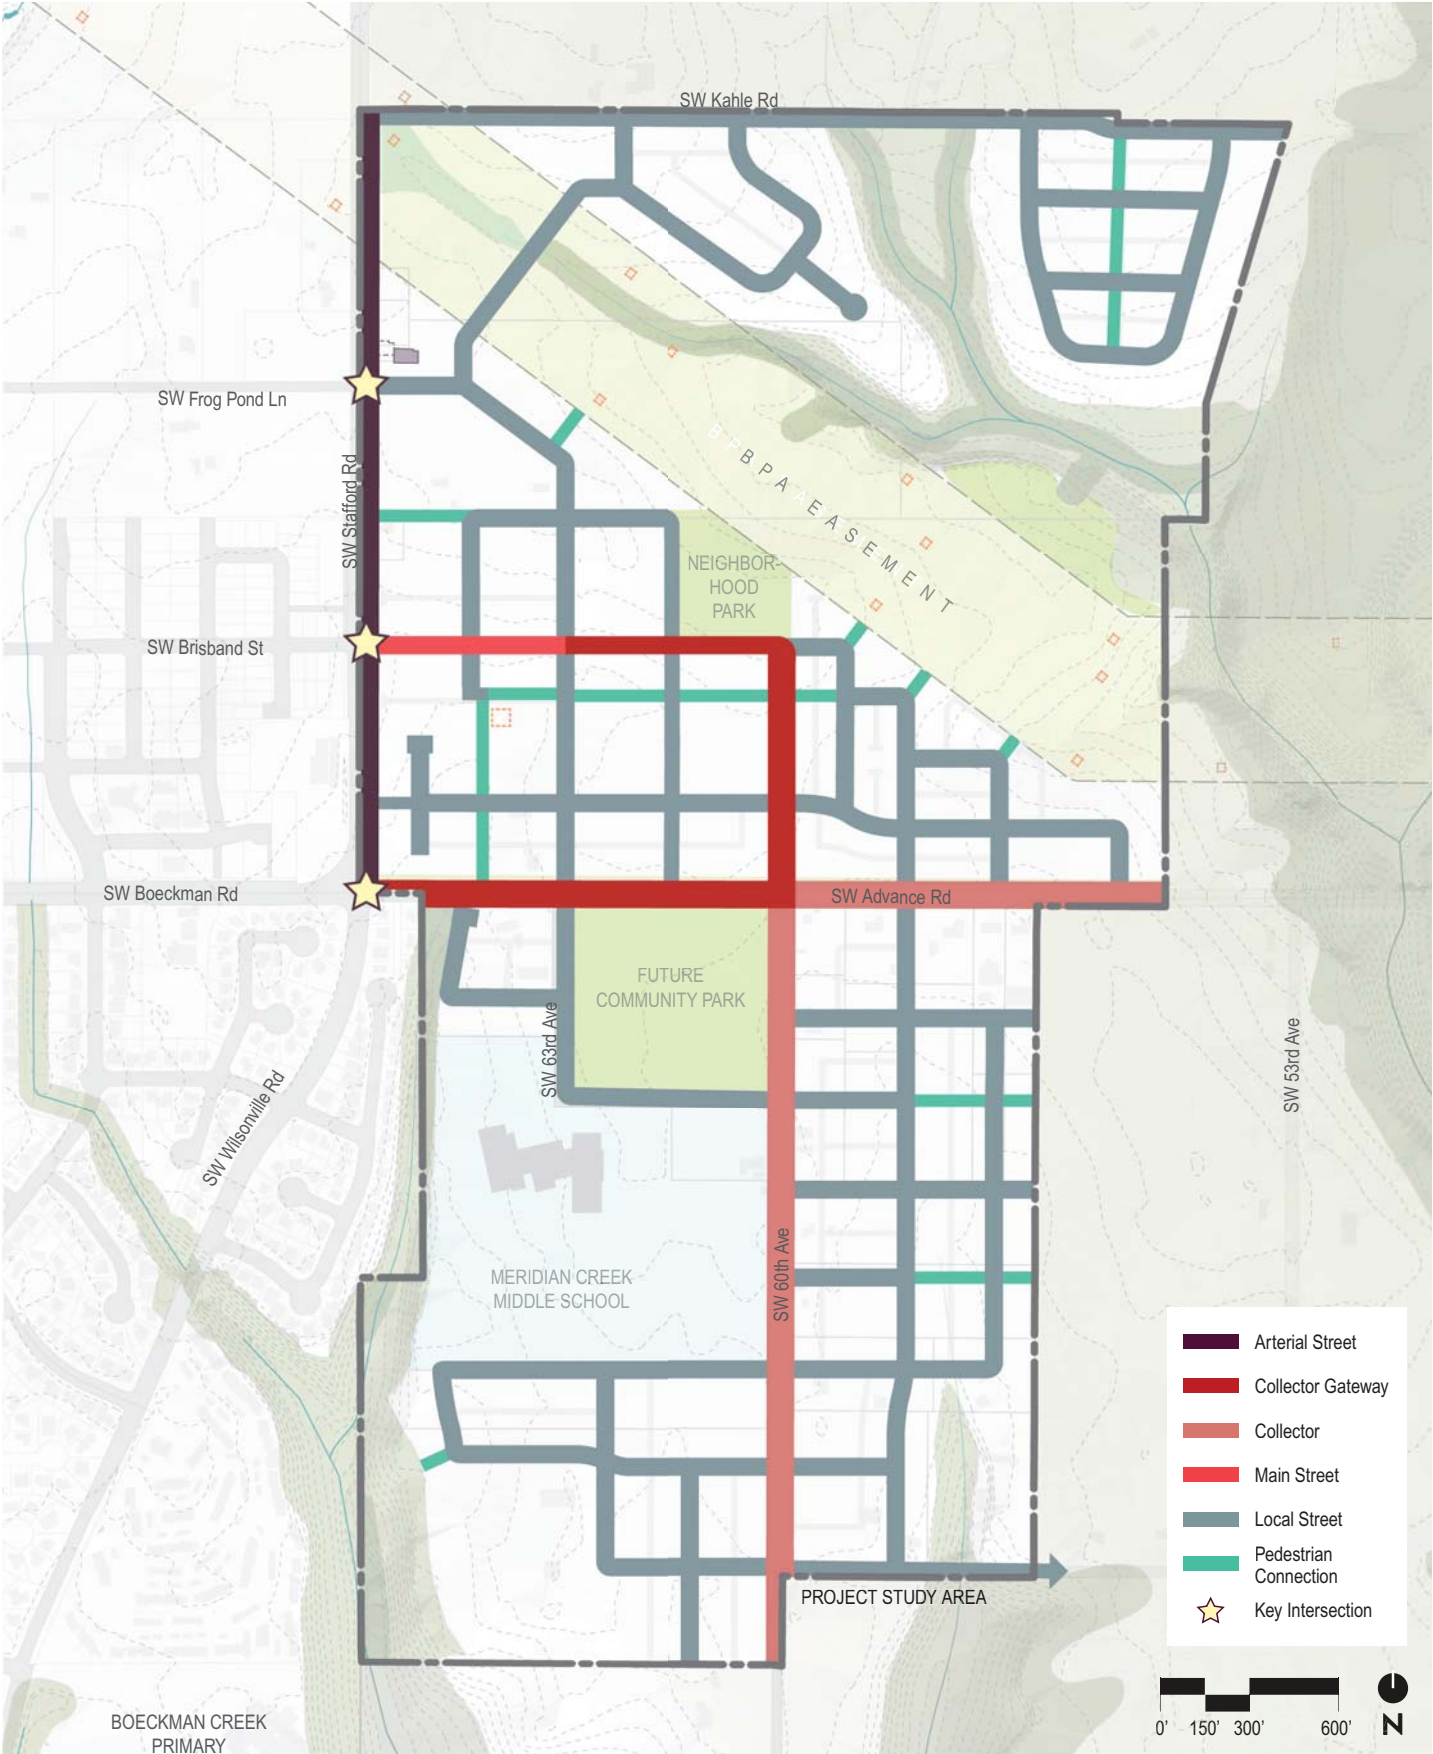 SW Kahle Rd
SW Frog Pond Ln
SW Stafford Rd
BPA EASEMENT
NEIGHBOR-
HOOD
PARK
SW Brisband St
SW Boeckman Rd
SW Advance Rd
FUTURE
COMMUNITY PARK
SW 63rd Ave
SW 53rd Ave
SW Wilsonville Rd
SW 60th Ave
MERIDIAN CREEK
MIDDLE SCHOOL
Arterial Street
Collector Gateway
Collector
Main Street
Local Street
Pedestrian
Connection
Key Intersection
PROJECT STUDY AREA
0' 150' 300' 600'
N
BOECKMAN CREEK
PRIMARY